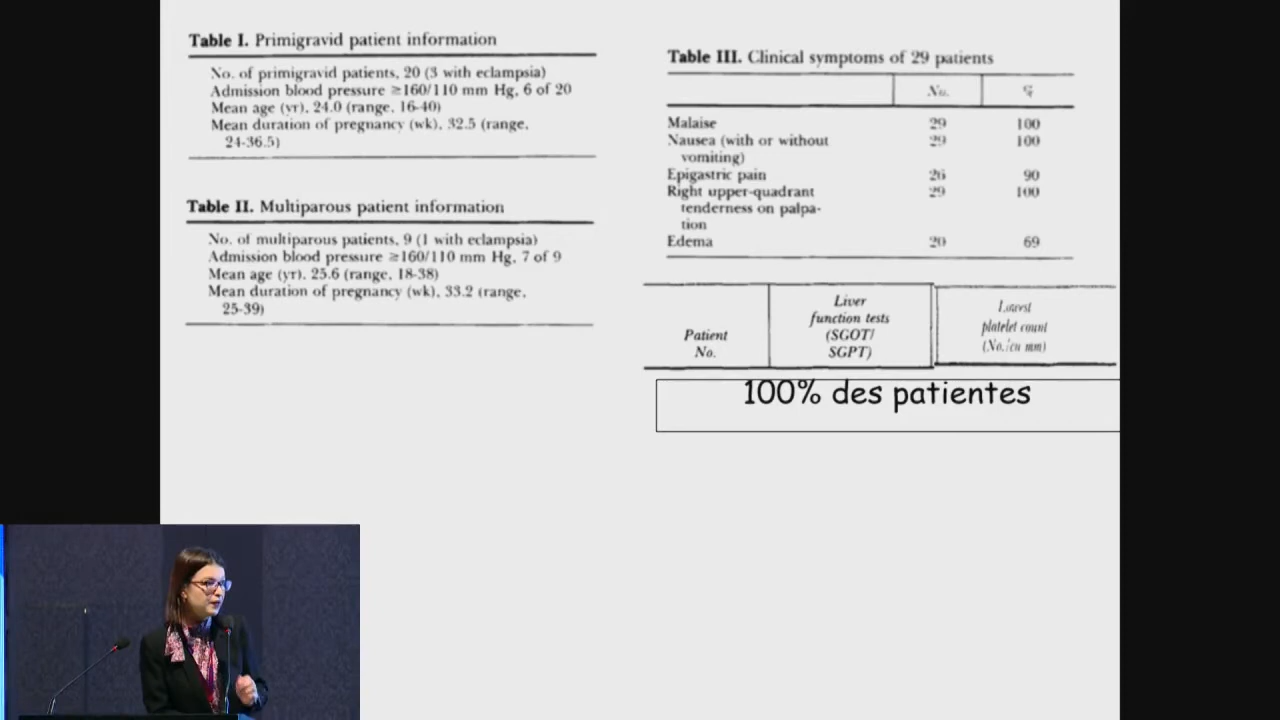 Table I. Primigravid patient information
No. of primigravid patients, 20 (3 with eclampsia)
Admission blood pressure ≥160/110 mm Hg, 6 of 20
Mean age (yr), 24.0 (range, 16-40)
Mean duration of pregnancy (wk), 32.5 (range,
24-36.5)
Table II. Multiparous patient information
No. of multiparous patients, 9 (1 with eclampsia)
Admission blood pressure ≥160/110 mm Hg, 7 of 9
Mean age (yr), 25.6 (range, 18-38)
Mean duration of pregnancy (wk), 33.2 (range,
25-39)
Table III. Clinical symptoms of 29 patients
No. %
Malaise 29 100
Nausea (with or without 29 100
vomiting)
Epigastric pain 26 90
Right upper-quadrant 29 100
tenderness on palpa-
tion
Edema 20 69
Patient
No.
Liver
function tests
(SGOT/
SGPT)
Lowest
platelet count
(No./cu mm)
100% des patientes